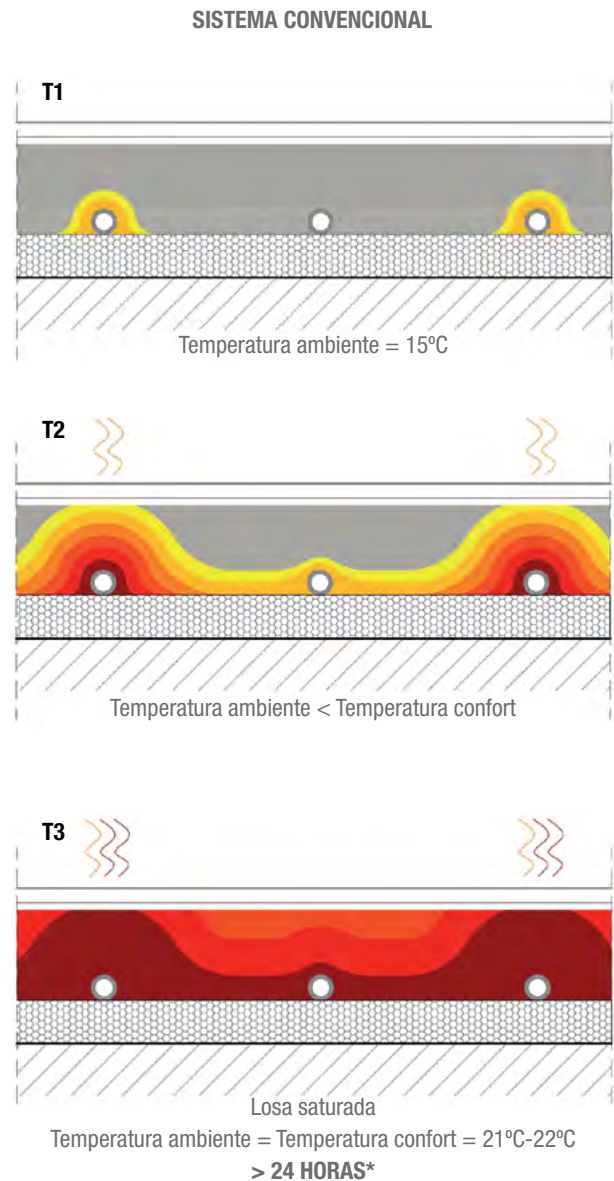 SISTEMA CONVENCIONAL
T1
Temperatura ambiente = 15ºC
T2
Temperatura ambiente < Temperatura confort
T3
Losa saturada
Temperatura ambiente = Temperatura confort = 21ºC-22ºC
> 24 HORAS*